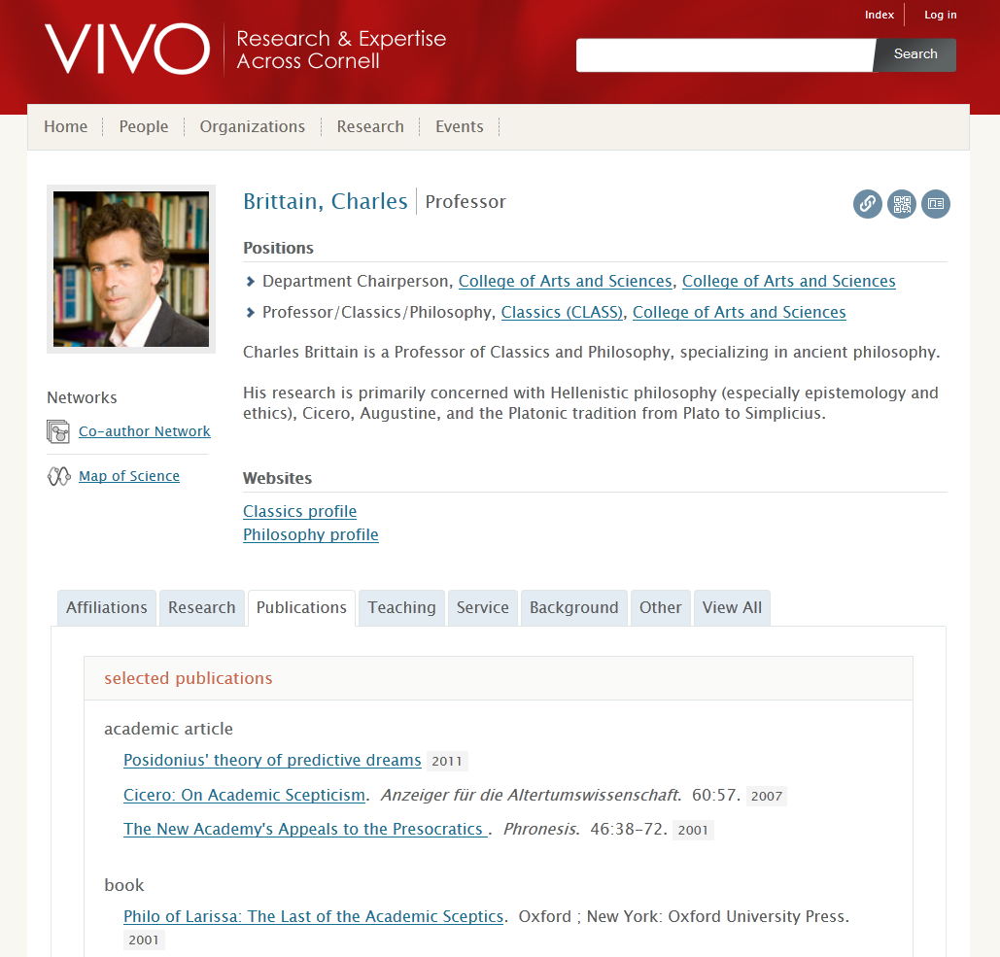 Index Log in
VIVO Research & Expertise
Across Cornell
Search
Home People Organizations Research Events
Brittain, Charles Professor
Positions
Department Chairperson, College of Arts and Sciences, College of Arts and Sciences
Professor/Classics/Philosophy, Classics (CLASS), College of Arts and Sciences
Charles Brittain is a Professor of Classics and Philosophy, specializing in ancient philosophy.
His research is primarily concerned with Hellenistic philosophy (especially epistemology and
ethics), Cicero, Augustine, and the Platonic tradition from Plato to Simplicius.
Networks
Co-author Network
Map of Science
Websites
Classics profile
Philosophy profile
Affiliations Research Publications Teaching Service Background Other View All
selected publications
academic article
Posidonius' theory of predictive dreams 2011
Cicero: On Academic Scepticism. Anzeiger für die Altertumswissenschaft. 60:57. 2007
The New Academy's Appeals to the Presocratics . Phronesis. 46:38-72. 2001
book
Philo of Larissa: The Last of the Academic Sceptics. Oxford ; New York: Oxford University Press.
2001